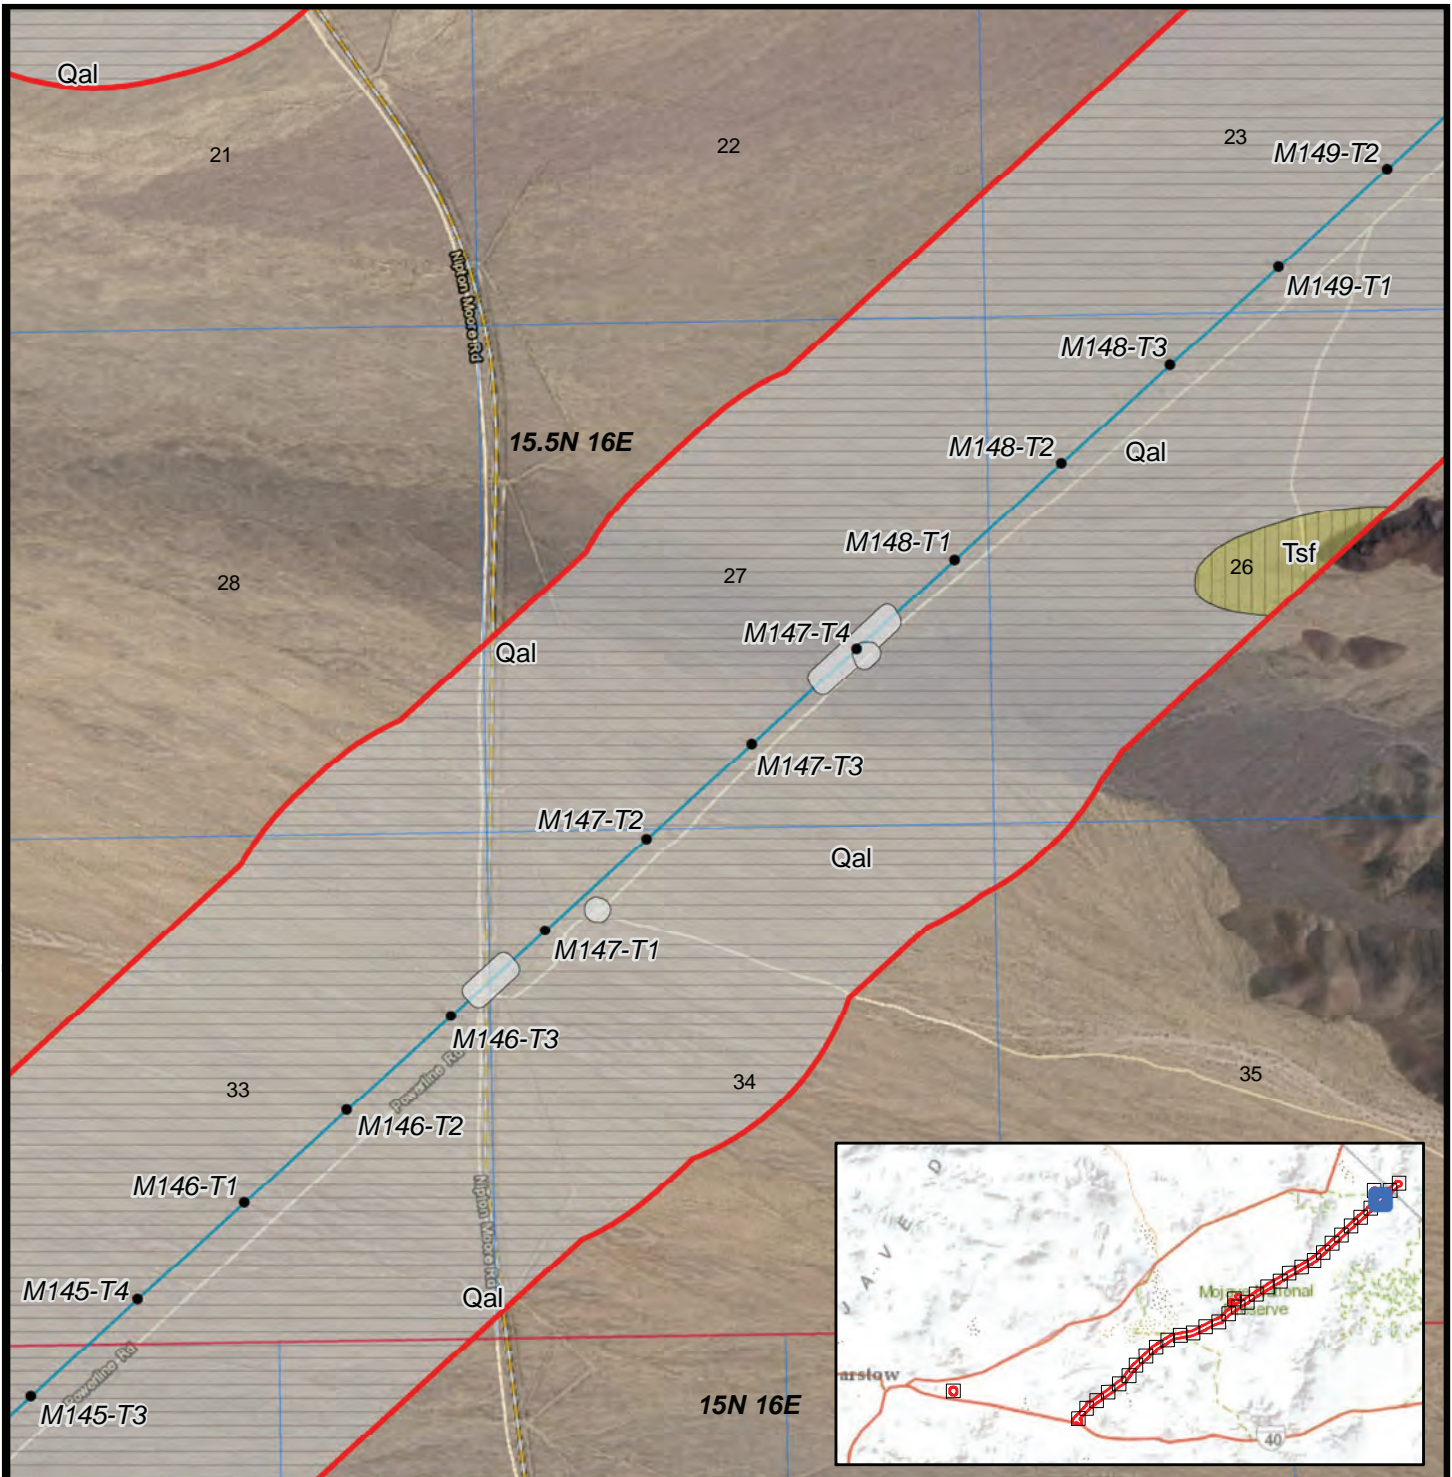 Qal
21
22
23
M149-T2
Nipton Moore Rd
M149-T1
M148-T3
15.5N 16E
M148-T2
Qal
M148-T1
Tsf
26
28
27
M147-T4
Qal
M147-T3
M147-T2
Qal
M147-T1
M146-T3
Powerline Rd
33
34
35
M146-T2
M146-T1
Nipton Moore Rd
M145-T4
Qal
Powerline Rd
M145-T3
15N 16E
J A V E D
arstow
40